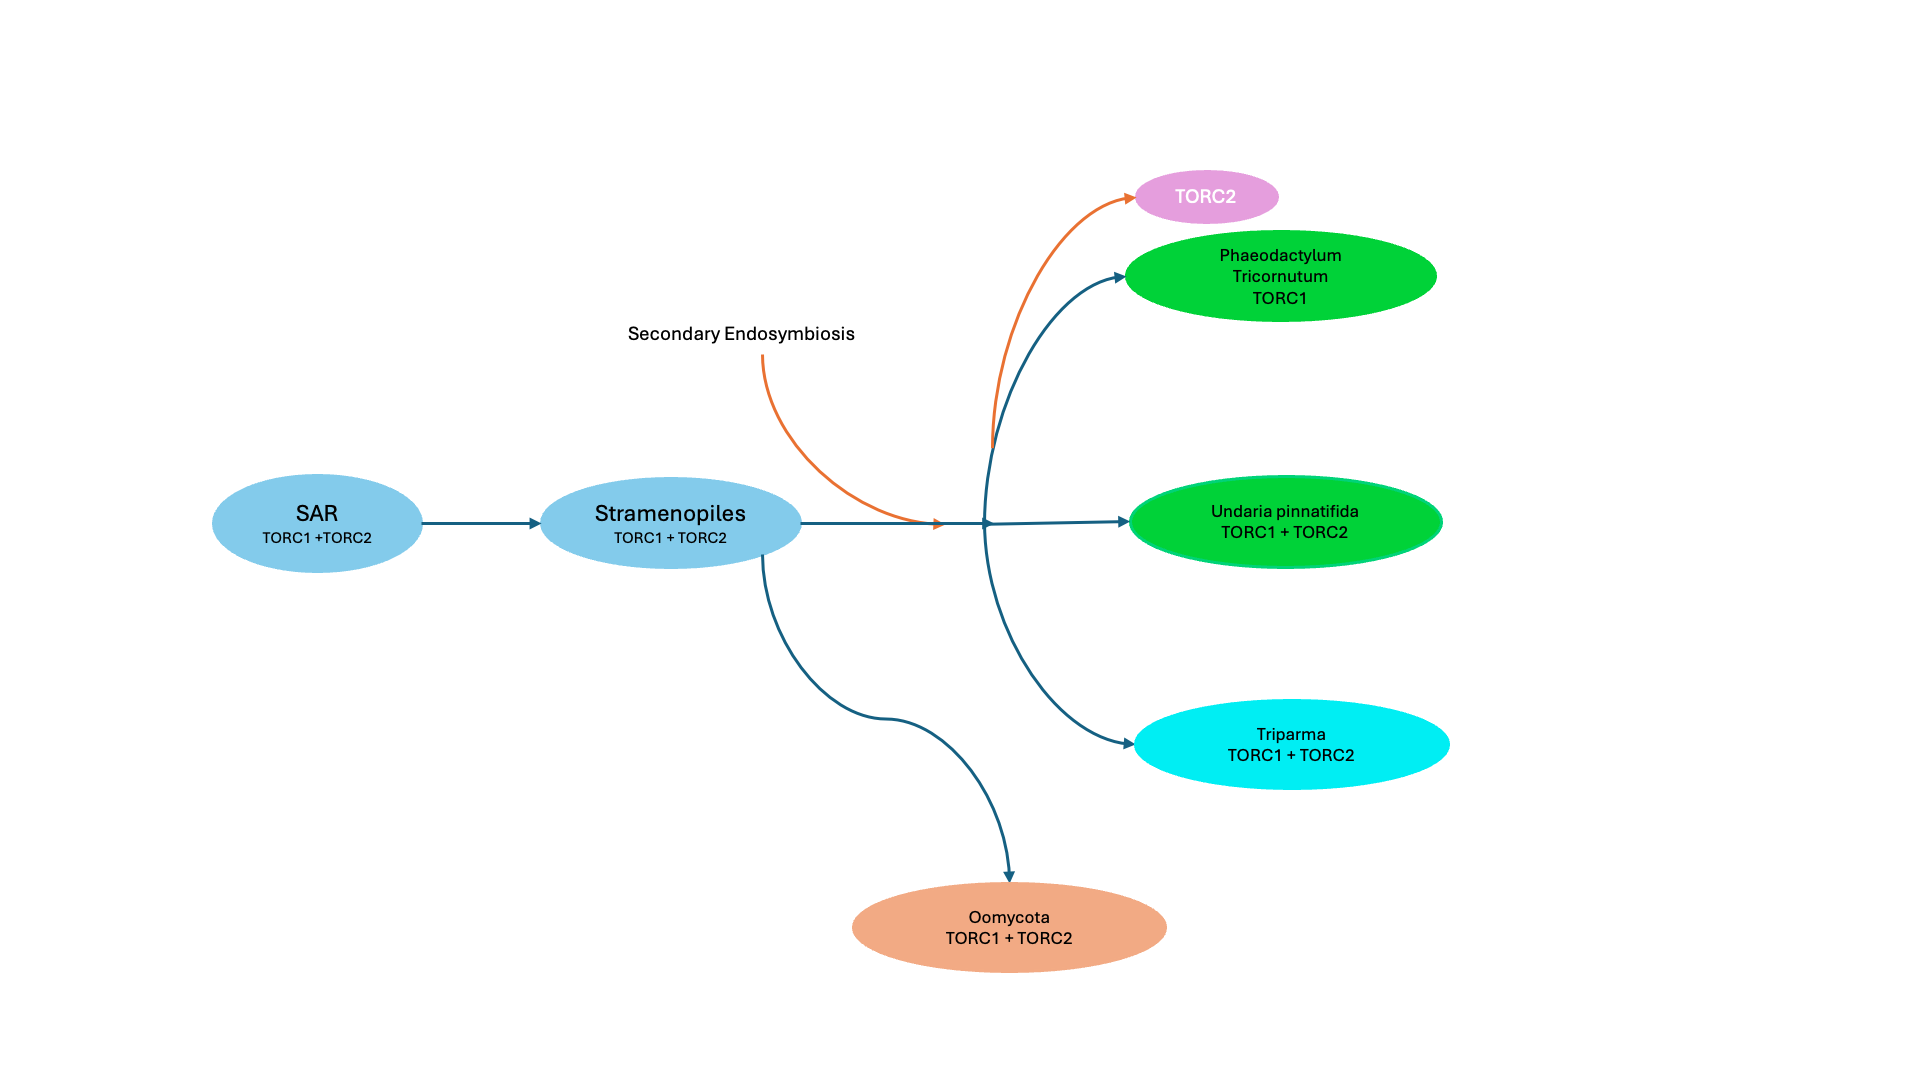 TORC2
Phaeodactylum
Tricornutum
TORC1
Secondary Endosymbiosis
SAR
TORC1 +TORC2
Stramenopiles
TORC1 + TORC2
Undaria pinnatifida
TORC1 + TORC2
Triparma
TORC1 + TORC2
Oomycota
TORC1 + TORC2